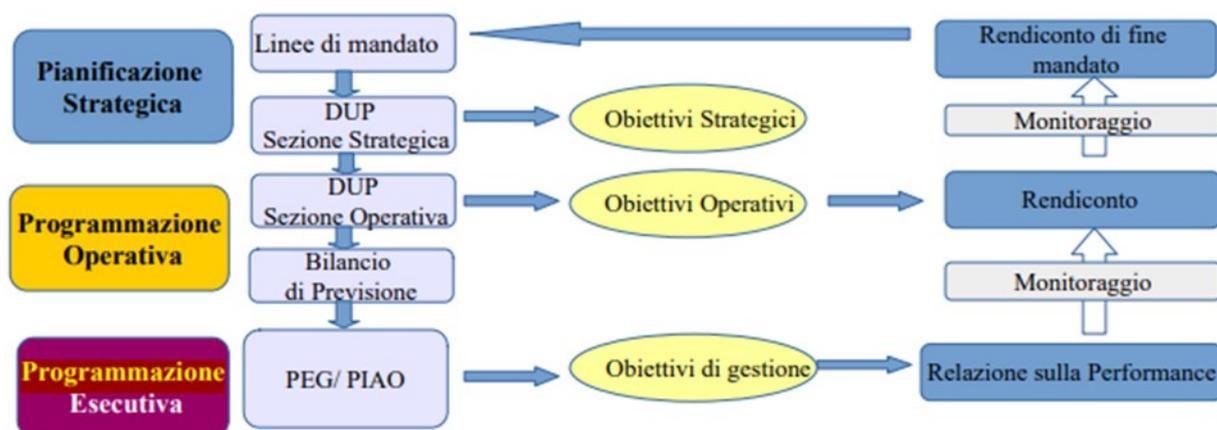 Pianificazione
Strategica
Programmazione
Operativa
Programmazione
Esecutiva
Linee di mandato
DUP
Sezione Strategica
DUP
Sezione Operativa
Bilancio
di Previsione
PEG/ PIAO
Obiettivi Strategici
Obiettivi Operativi
Obiettivi di gestione
Rendiconto di fine
mandato
Monitoraggio
Rendiconto
Monitoraggio
Relazione sulla Performance